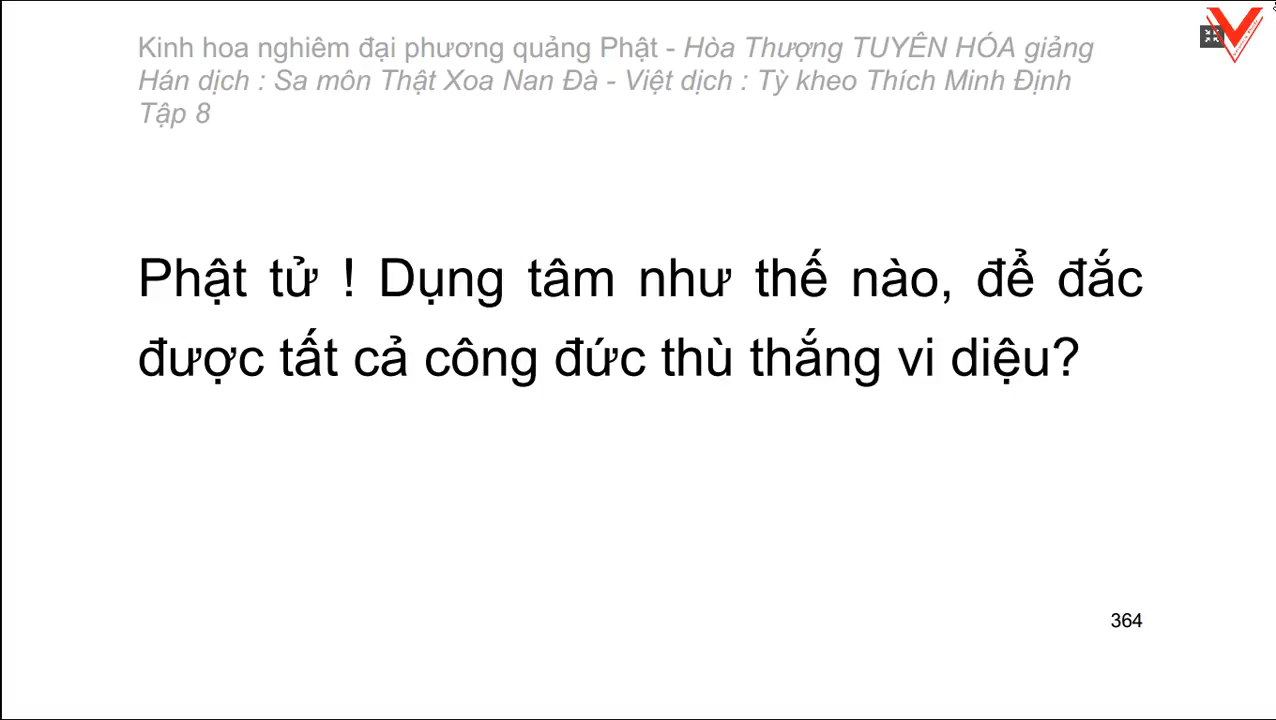 Kinh hoa nghiêm đại phương quảng Phật - Hòa Thượng TUYÊN HÓA giảng
Hán dịch : Sa môn Thật Xoa Nan Đà - Việt dịch : Tỳ kheo Thích Minh Định
Tập 8
Phật tử ! Dụng tâm như thế nào, để đắc
được tất cả công đức thù thắng vi diệu?
364